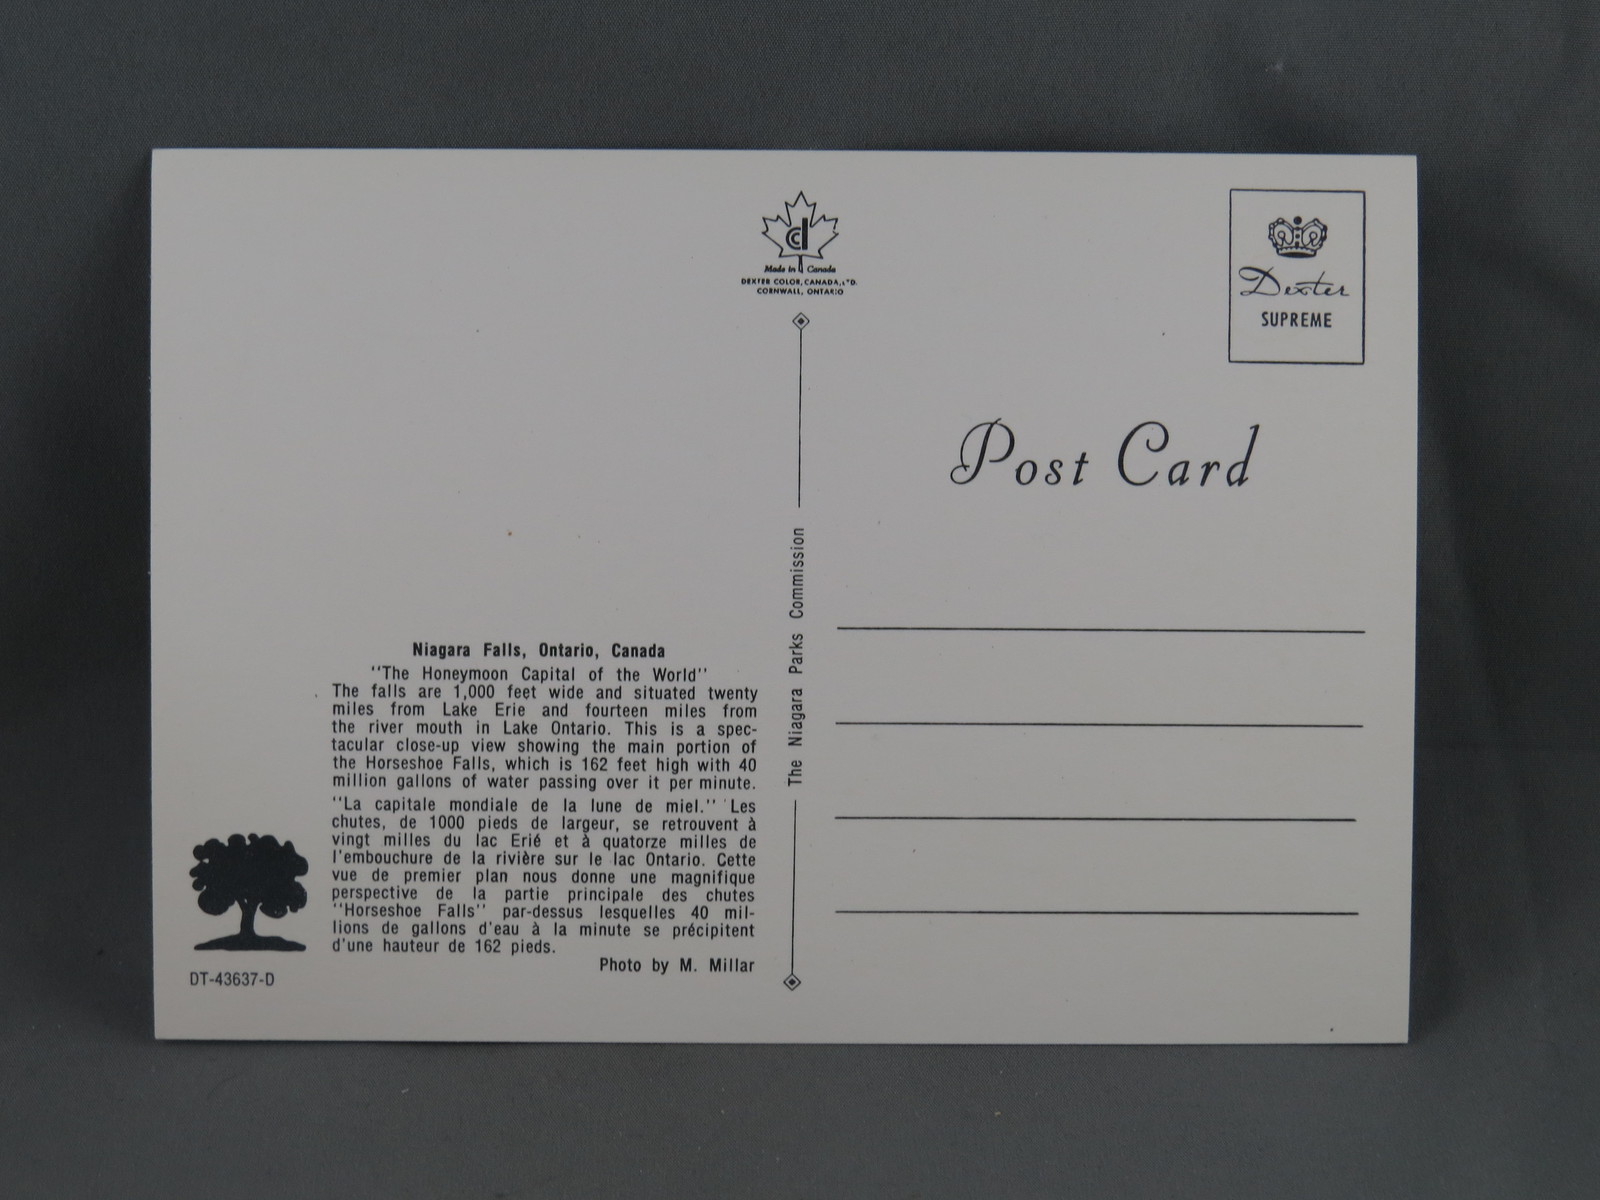 Made in Canada
DEXTER COLOR, CANADA, LTD.
CORNWALL, ONTARIO
Dexter
SUPREME
Post Card
The Niagara Parks Commission
Niagara Falls, Ontario, Canada
"The Honeymoon Capital of the World"
The falls are 1,000 feet wide and situated twenty
miles from Lake Erie and fourteen miles from
the river mouth in Lake Ontario. This is a spec-
tacular close-up view showing the main portion of
the Horseshoe Falls, which is 162 feet high with 40
million gallons of water passing over it per minute.
"La capitale mondiale de la lune de miel." Les
chutes, de 1000 pieds de largeur, se retrouvent à
vingt milles du lac Erié et à quatorze milles de
l'embouchure de la rivière sur le lac Ontario. Cette
vue de premier plan nous donne une magnifique
perspective de la partie principale des chutes
"Horseshoe Falls" par-dessus lesquelles 40 mil-
lions de gallons d'eau à la minute se précipitent
d'une hauteur de 162 pieds.
Photo by M. Millar
DT-43637-D